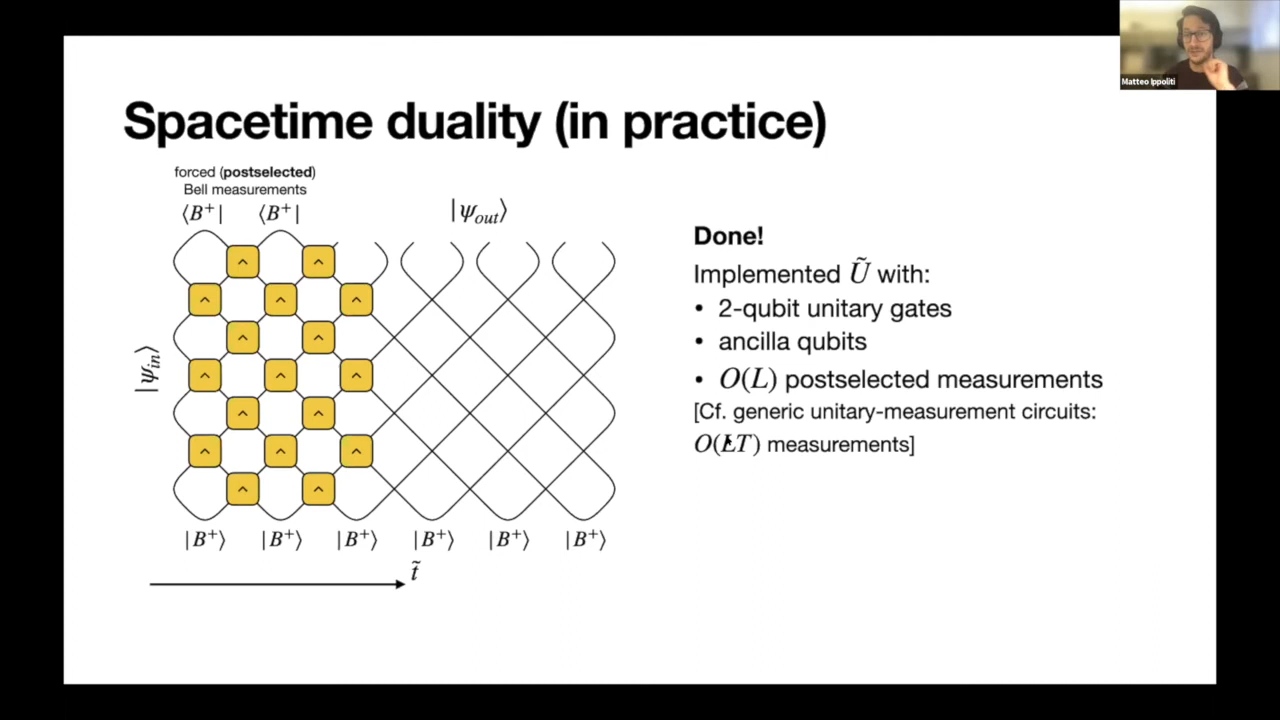 Matteo Ippoliti
Spacetime duality (in practice)
forced (postselected)
Bell measurements
⟨B⁺| ⟨B⁺|
|ψ_out⟩
|ψ_in⟩
^ ^
^ ^ ^
^ ^
^ ^ ^
^ ^
^ ^ ^
^ ^
|B⁺⟩ |B⁺⟩ |B⁺⟩ |B⁺⟩ |B⁺⟩ |B⁺⟩
t̃
Done!
Implemented Ũ with:
• 2-qubit unitary gates
• ancilla qubits
• O(L) postselected measurements
[Cf. generic unitary-measurement circuits:
O(LT) measurements]